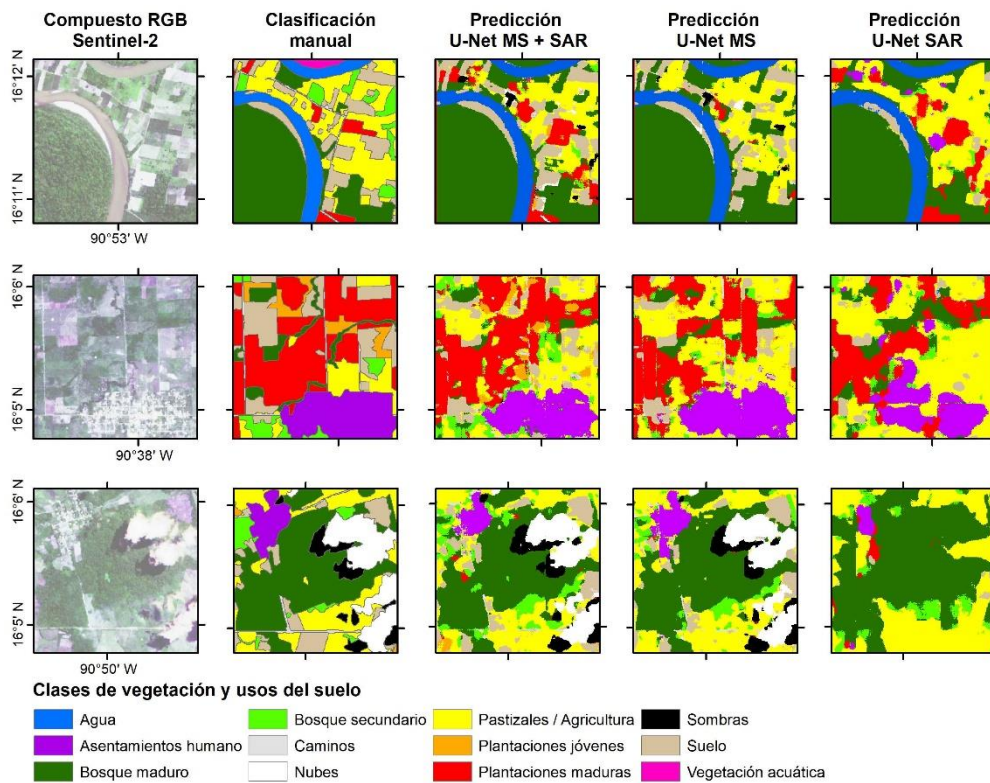 Compuesto RGB Sentinel-2
Clasificación manual
Predicción U-Net MS + SAR
Predicción U-Net MS
Predicción U-Net SAR
16°12' N
16°11' N
90°53' W
16°6' N
16°5' N
90°38' W
16°6' N
16°5' N
90°50' W
Clases de vegetación y usos del suelo
Agua
Bosque secundario
Pastizales / Agricultura
Sombras
Asentamientos humano
Caminos
Plantaciones jóvenes
Suelo
Bosque maduro
Nubes
Plantaciones maduras
Vegetación acuática